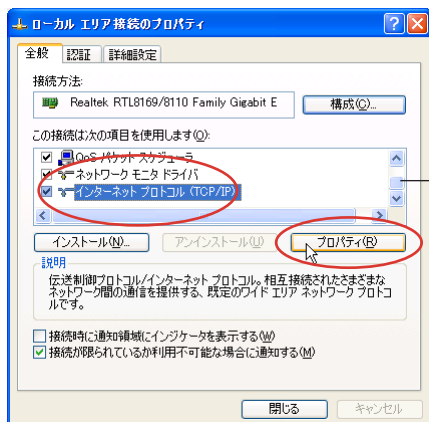 ローカル エリア接続のプロパティ
全般 認証 詳細設定
接続方法:
Realtek RTL8169/8110 Family Gigabit E 構成(C)...
この接続は次の項目を使用します(O):
QoS パケット スケジューラ
ネットワーク モニタ ドライバ
インターネット プロトコル (TCP/IP)
インストール(N)... アンインストール(U) プロパティ(R)
説明
伝送制御プロトコル/インターネット プロトコル。相互接続されたさまざまな
ネットワーク間の通信を提供する、既定のワイド エリア ネットワーク プロトコ
ルです。
接続時に通知領域にインジケータを表示する(W)
接続が限られているか利用不可能な場合に通知する(M)
閉じる キャンセル